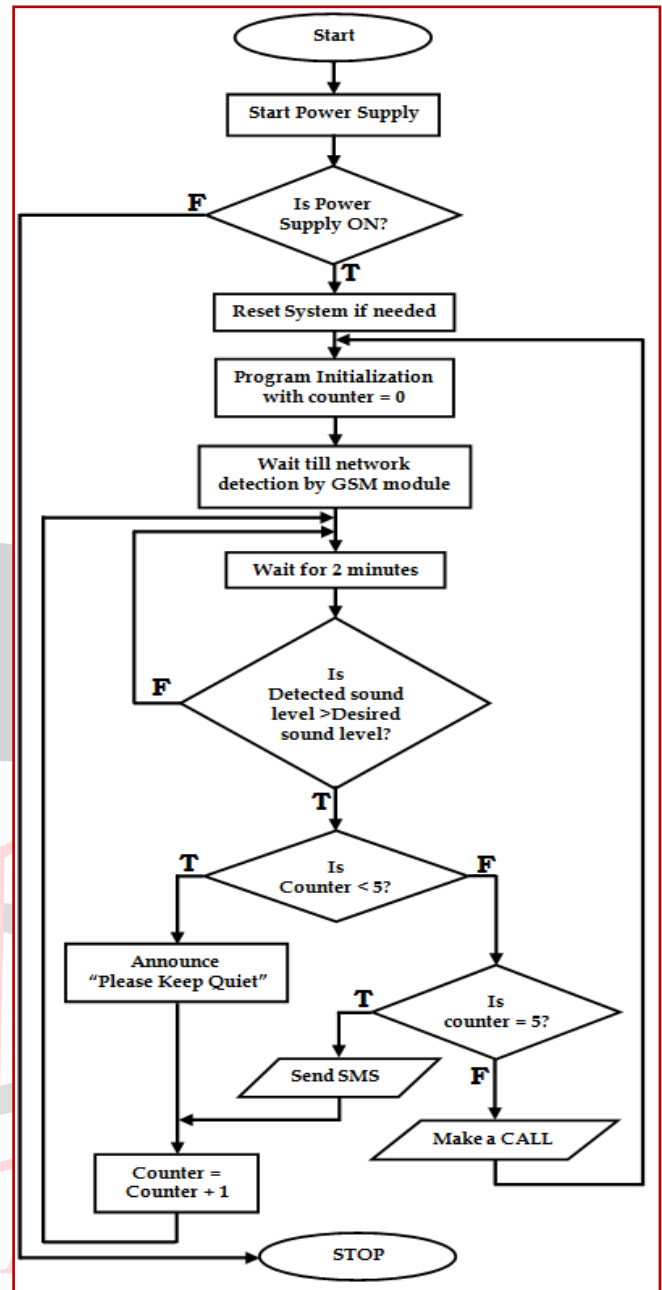 Start
Start Power Supply
Is Power
Supply ON?
F
T
Reset System if needed
Program Initialization
with counter = 0
Wait till network
detection by GSM module
Wait for 2 minutes
Is
Detected sound
level >Desired
sound level?
F
T
Is
Counter < 5?
T
F
Announce
“Please Keep Quiet”
Is
counter = 5?
T
F
Send SMS
Make a CALL
Counter =
Counter + 1
STOP